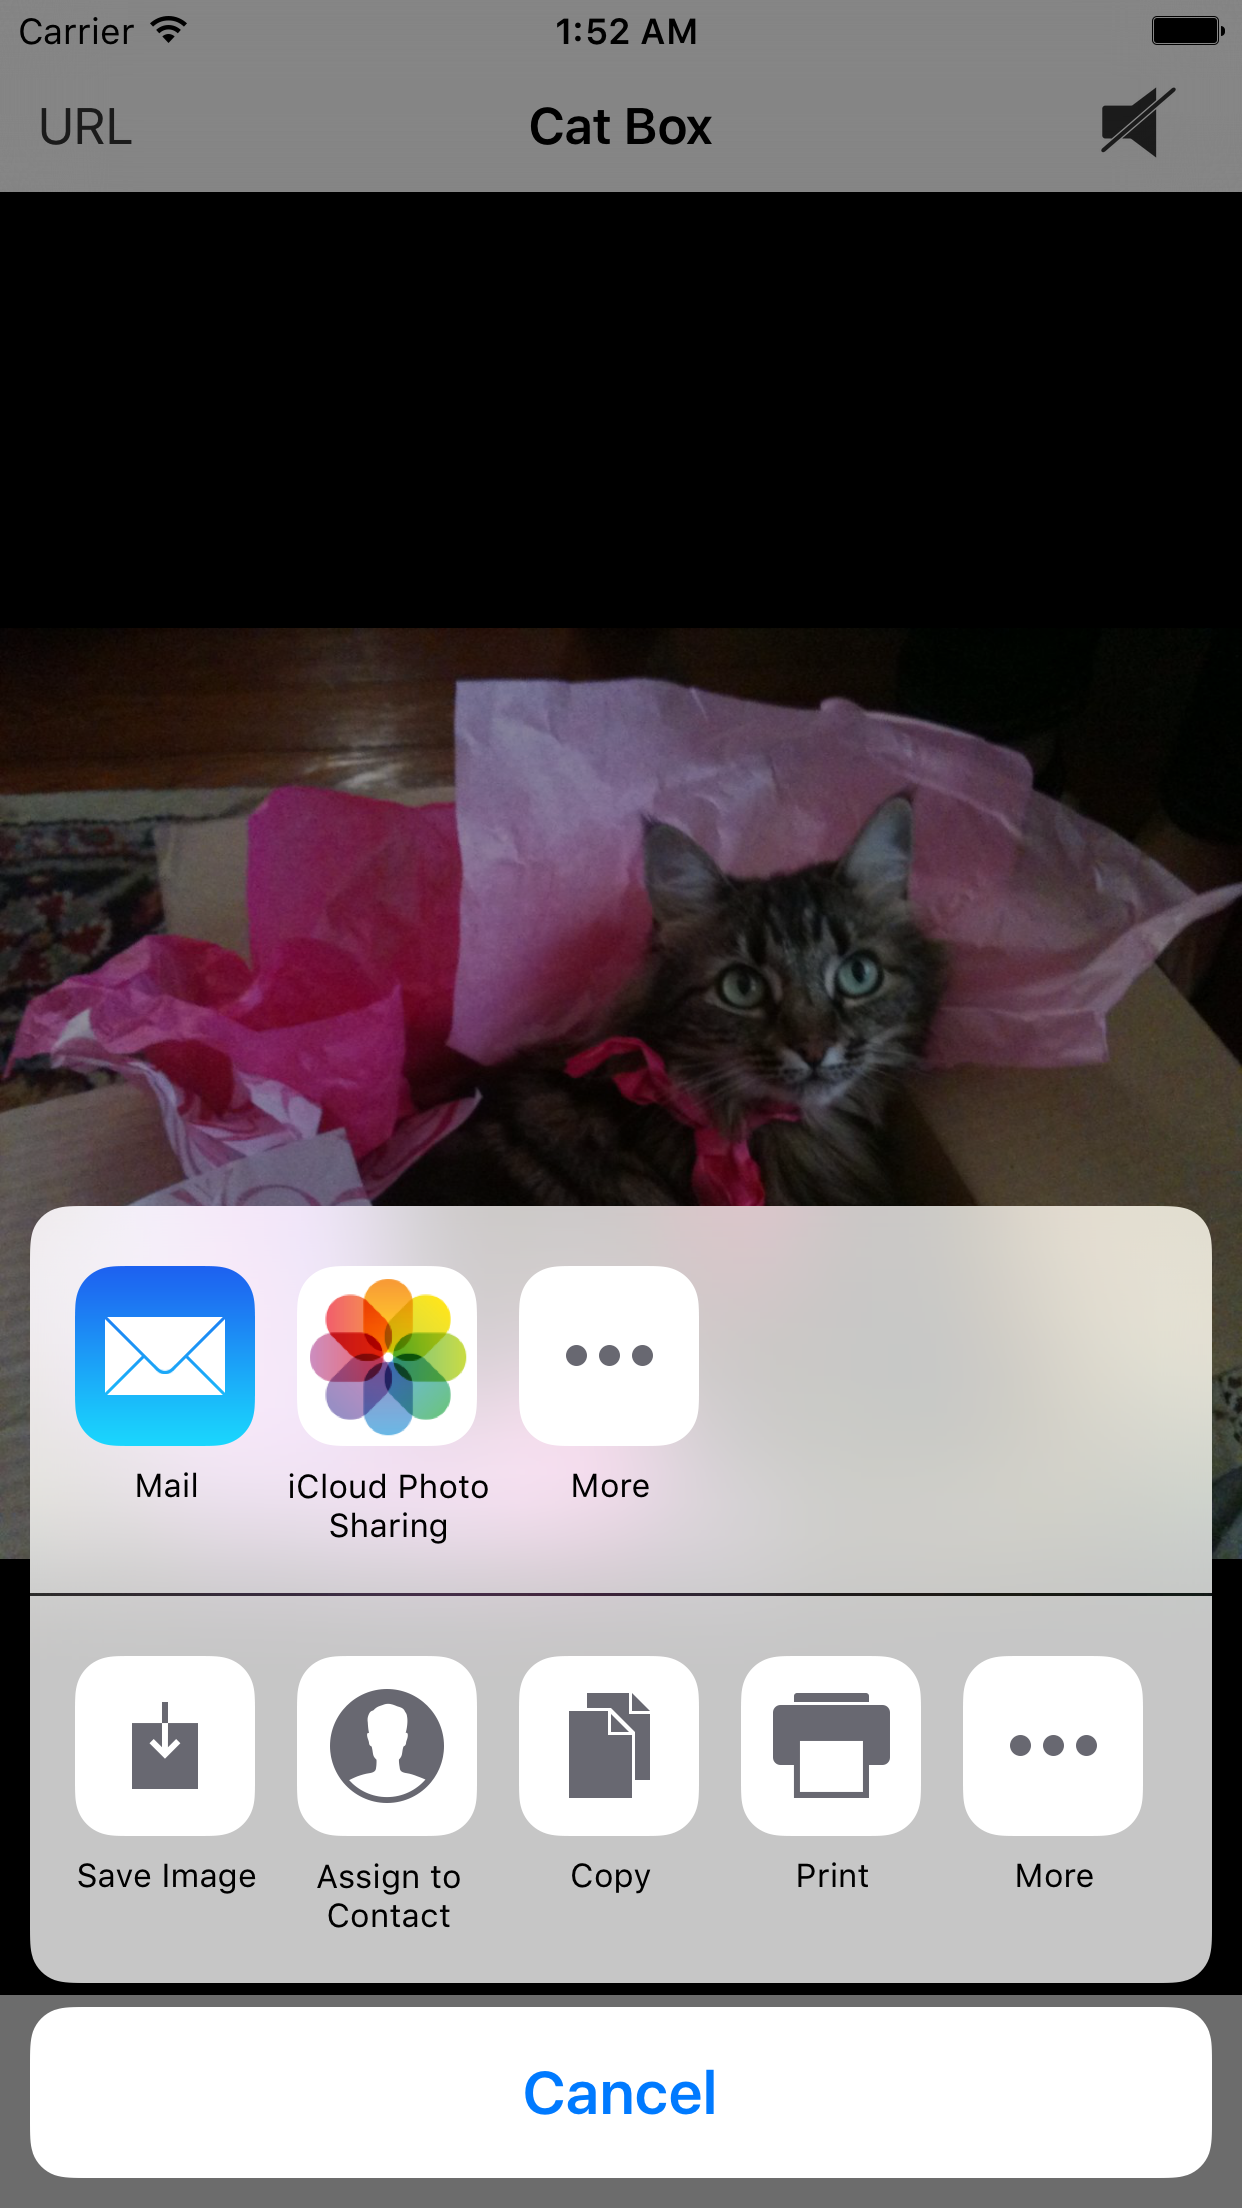 Carrier 1:52 AM
URL Cat Box
Mail
iCloud Photo
Sharing
More
Save Image
Assign to
Contact
Copy
Print
More
Cancel